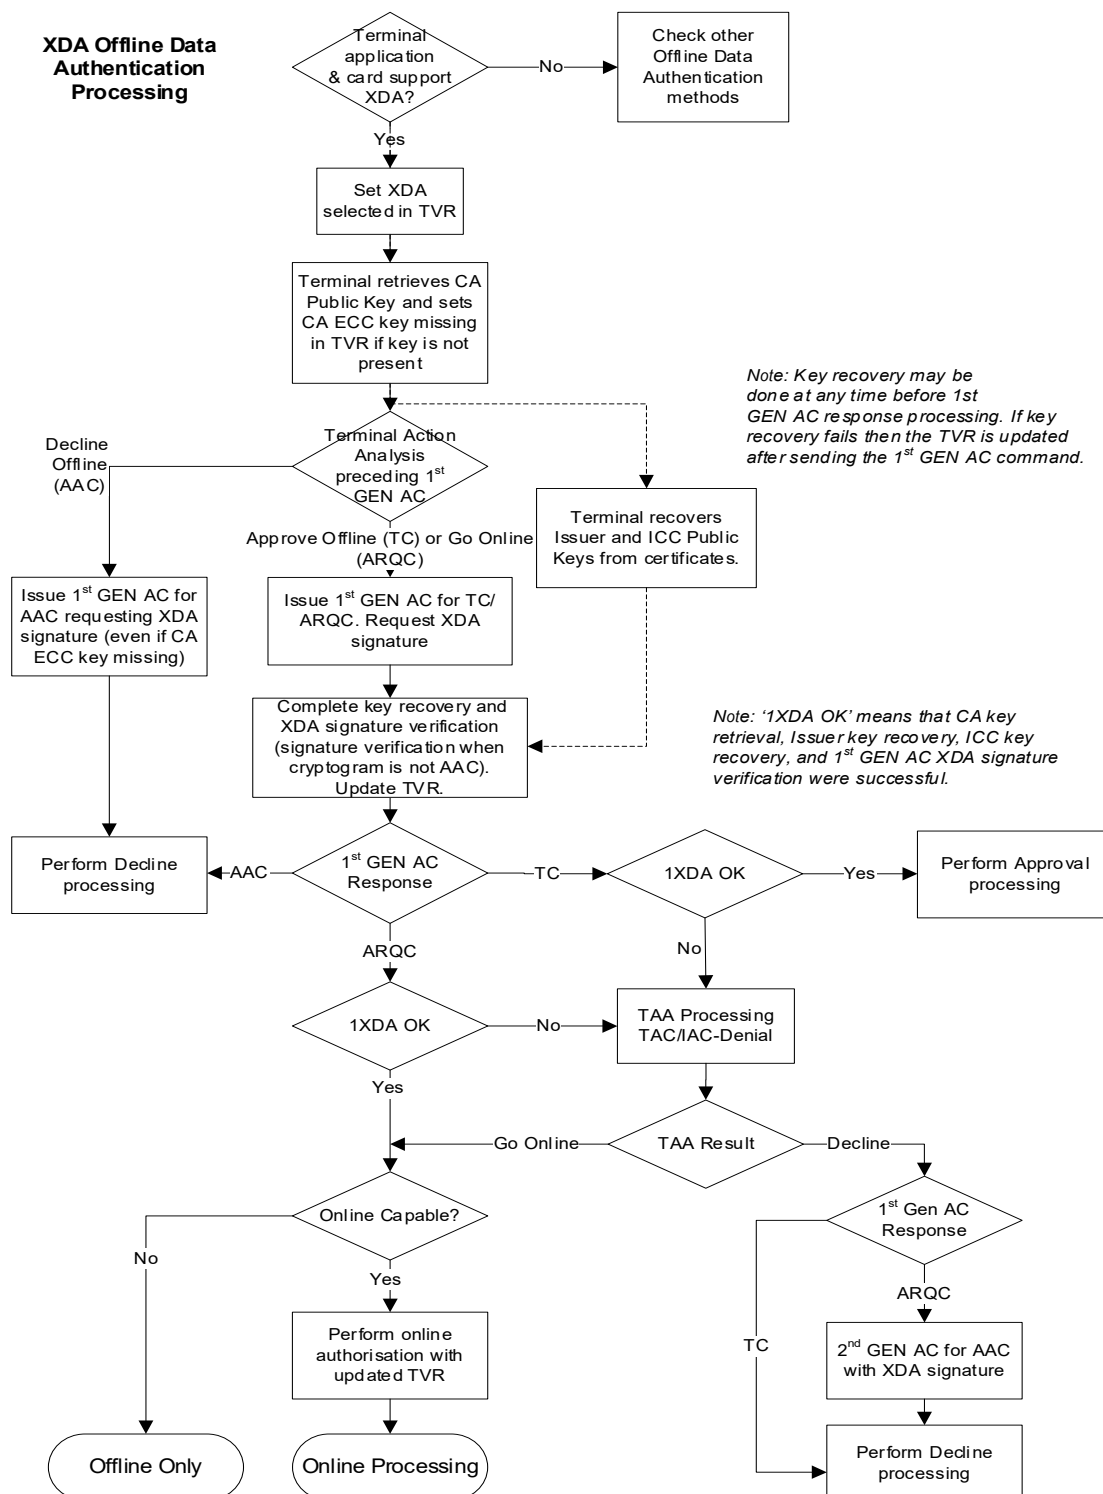 XDA Offline Data
Authentication
Processing
Terminal
application
& card support
XDA?
No
Check other
Offline Data
Authentication
methods
Yes
Set XDA
selected in TVR
Terminal retrieves CA
Public Key and sets
CA ECC key missing
in TVR if key is not
present
Note: Key recovery may be
done at any time before 1st
GEN AC response processing. If key
recovery fails then the TVR is updated
after sending the 1st GEN AC command.
Decline
Offline
(AAC)
Terminal Action
Analysis
preceding 1st
GEN AC
Terminal recovers
Issuer and ICC Public
Keys from certificates.
Approve Offline (TC) or Go Online
(ARQC)
Issue 1st GEN AC for
AAC requesting XDA
signature (even if CA
ECC key missing)
Issue 1st GEN AC for TC/
ARQC. Request XDA
signature
Complete key recovery and
XDA signature verification
(signature verification when
cryptogram is not AAC).
Update TVR.
Note: ‘1XDA OK’ means that CA key
retrieval, Issuer key recovery, ICC key
recovery, and 1st GEN AC XDA signature
verification were successful.
Perform Decline
processing
AAC
1st GEN AC
Response
TC
1XDA OK
Yes
Perform Approval
processing
ARQC
No
1XDA OK
No
TAA Processing
TAC/IAC-Denial
Yes
Go Online
TAA Result
Decline
Online Capable?
1st Gen AC
Response
No
Yes
ARQC
Perform online
authorisation with
updated TVR
TC
2nd GEN AC for AAC
with XDA signature
Offline Only
Online Processing
Perform Decline
processing